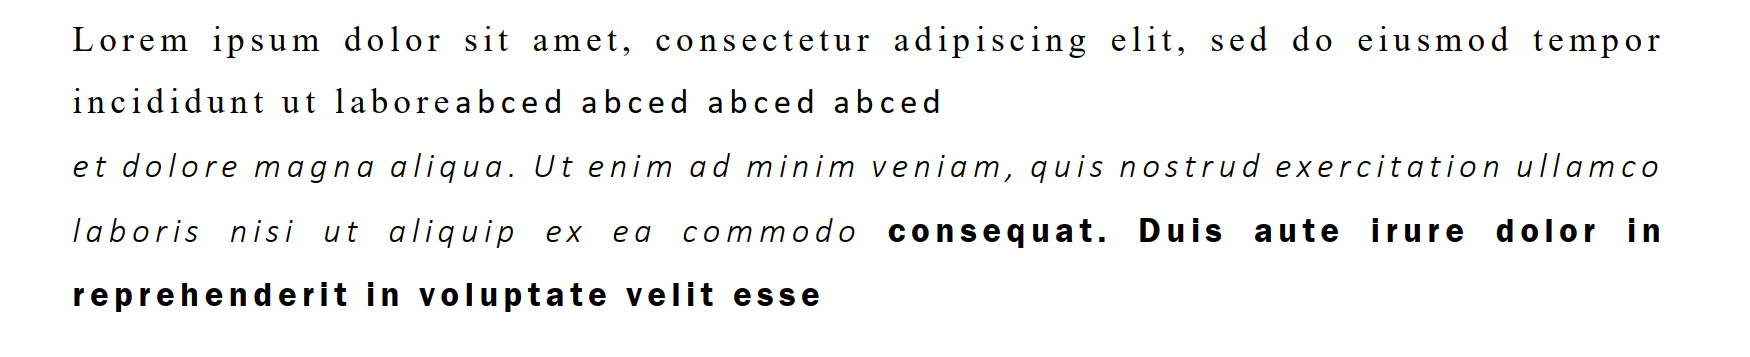 Lorem ipsum dolor sit amet, consectetur adipiscing elit, sed do eiusmod tempor
incididunt ut laboreabced abced abced abced
et dolore magna aliqua. Ut enim ad minim veniam, quis nostrud exercitation ullamco
laboris nisi ut aliquip ex ea commodo consequat. Duis aute irure dolor in
reprehenderit in voluptate velit esse